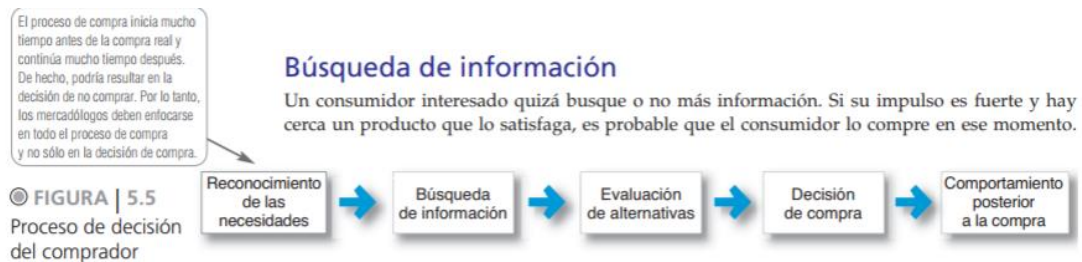 El proceso de compra inicia mucho
tiempo antes de la compra real y
continúa mucho tiempo después.
De hecho, podría resultar en la
decisión de no comprar. Por lo tanto,
los mercadólogos deben enfocarse
en todo el proceso de compra
y no sólo en la decisión de compra.
Búsqueda de información
Un consumidor interesado quizá busque o no más información. Si su impulso es fuerte y hay
cerca un producto que lo satisfaga, es probable que el consumidor lo compre en ese momento.
FIGURA | 5.5
Proceso de decisión
del comprador
Reconocimiento
de las
necesidades
Búsqueda
de información
Evaluación
de alternativas
Decisión
de compra
Comportamiento
posterior
a la compra